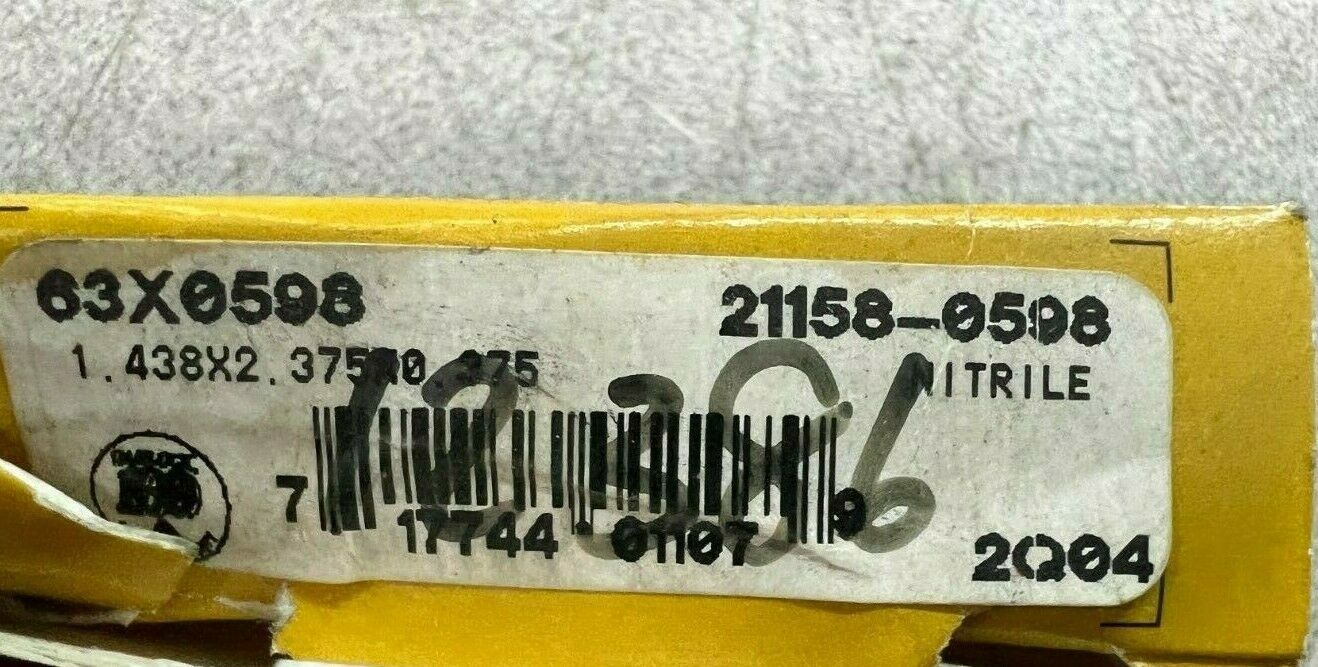 63X0598 21158-0598
1.438X2.375X0.375 NITRILE
7 17744 01107 9
2Q04